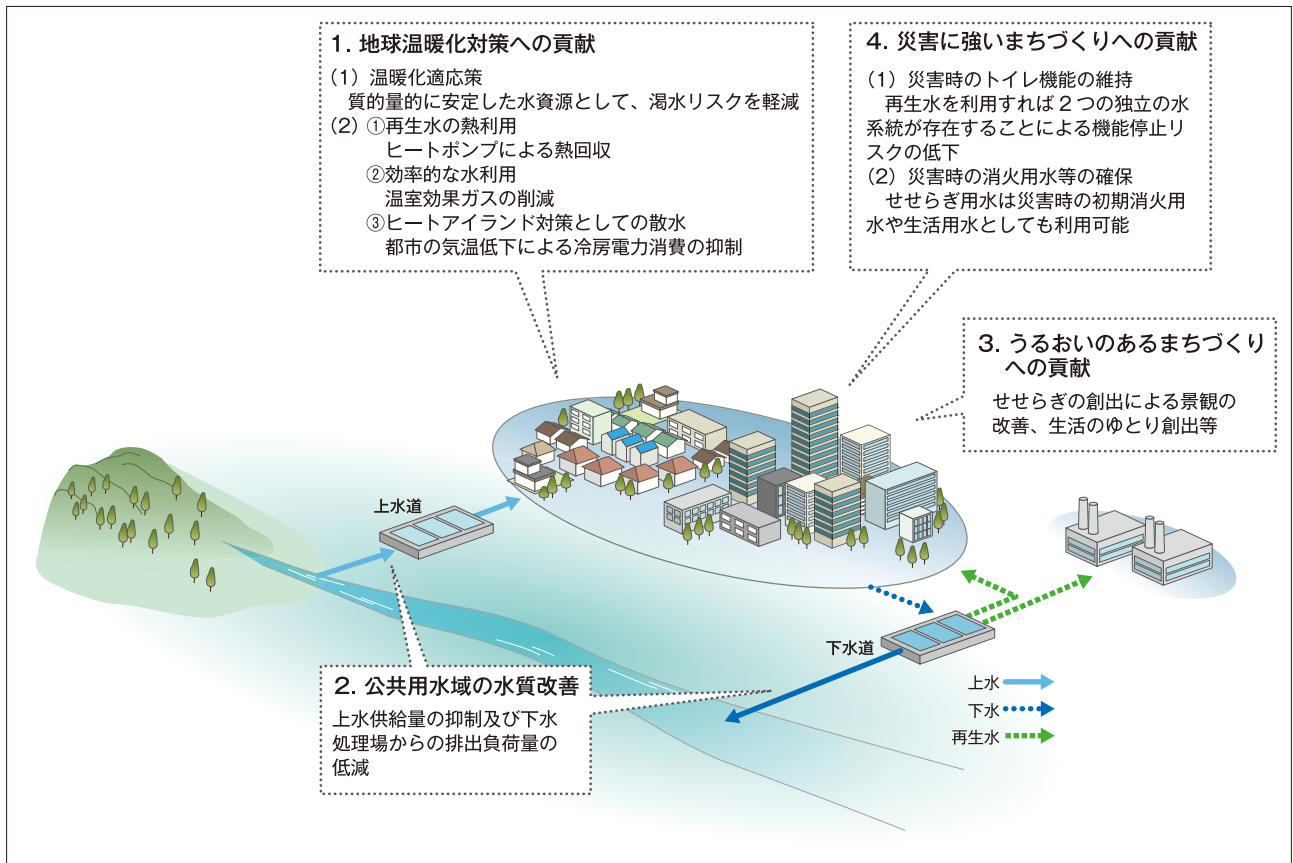 1. 地球温暖化対策への貢献
(1)温暖化適応策
質的量的に安定した水資源として、渇水リスクを軽減
(2)①再生水の熱利用
ヒートポンプによる熱回収
②効率的な水利用
温室効果ガスの削減
③ヒートアイランド対策としての散水
都市の気温低下による冷房電力消費の抑制
4. 災害に強いまちづくりへの貢献
(1)災害時のトイレ機能の維持
再生水を利用すれば2つの独立の水
系統が存在することによる機能停止リ
スクの低下
(2)災害時の消火用水等の確保
せせらぎ用水は災害時の初期消火用
水や生活用水としても利用可能
3. うるおいのあるまちづくり
への貢献
せせらぎの創出による景観の
改善、生活のゆとり創出等
上水道
下水道
2. 公共用水域の水質改善
上水供給量の抑制及び下水
処理場からの排出負荷量の
低減
上水
下水
再生水